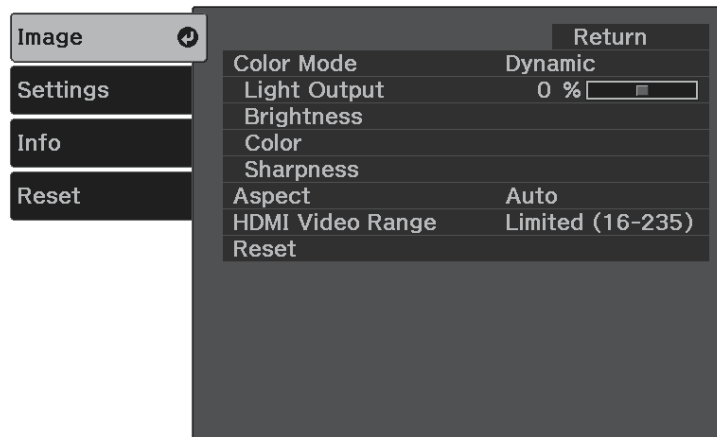 Image
Settings
Info
Reset
Return
Color Mode Dynamic
Light Output 0 %
Brightness
Color
Sharpness
Aspect Auto
HDMI Video Range Limited (16-235)
Reset